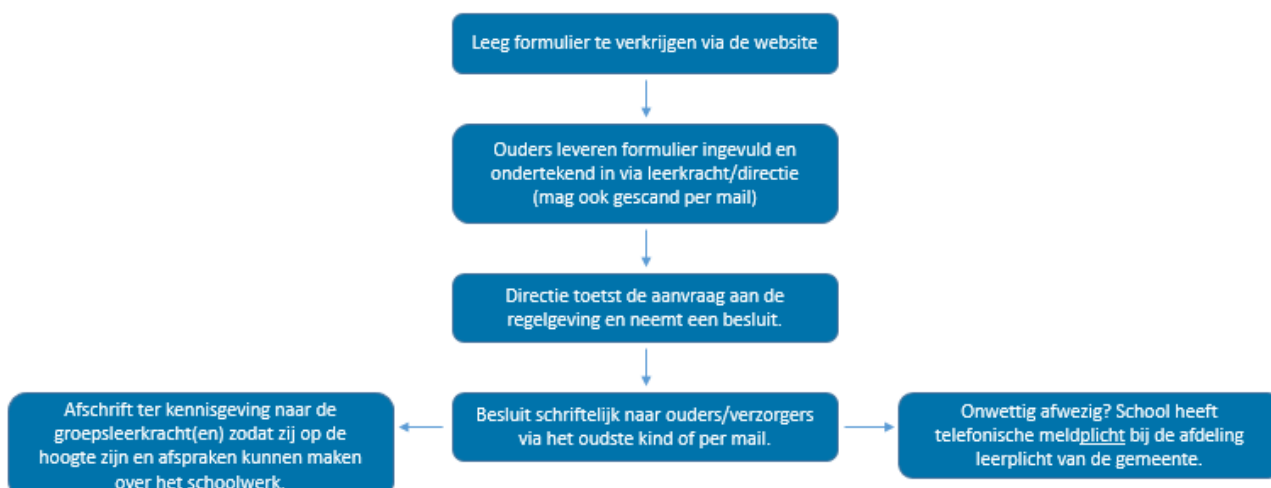 Leeg formulier te verkrijgen via de website
Ouders leveren formulier ingevuld en
ondertekend in via leerkracht/directie
(mag ook gescand per mail)
Directie toetst de aanvraag aan de
regelgeving en neemt een besluit.
Afschrift ter kennisgeving naar de
groepsleerkracht(en) zodat zij op de
hoogte zijn en afspraken kunnen maken
over het schoolwerk.
Besluit schriftelijk naar ouders/verzorgers
via het oudste kind of per mail.
Onwettig afwezig? School heeft
telefonische meldplicht bij de afdeling
leerplicht van de gemeente.